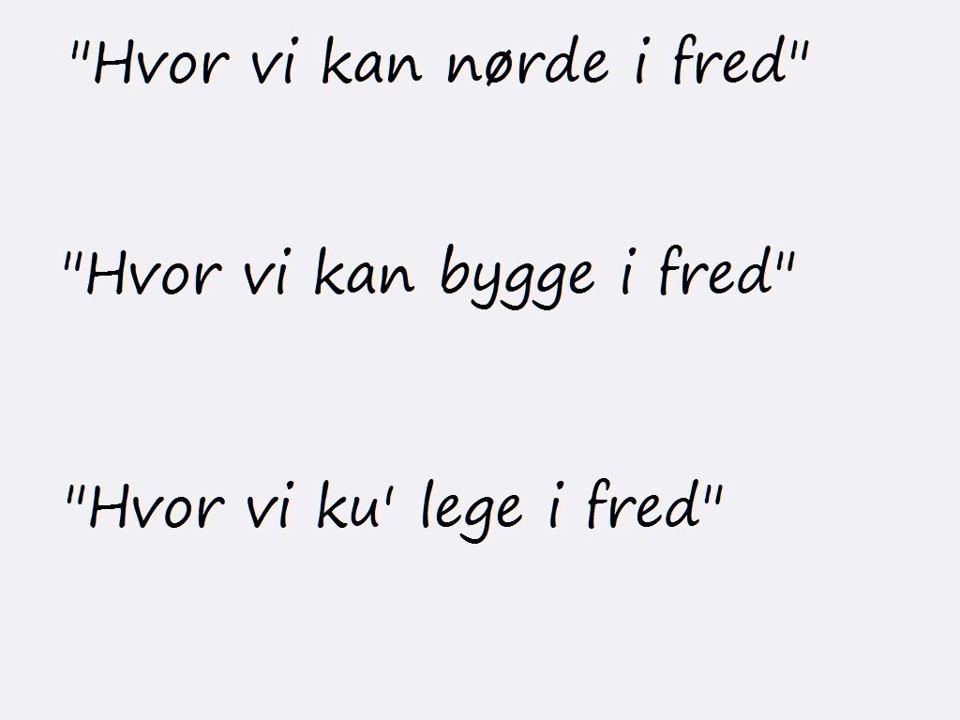 "Hvor vi kan nørde i fred"
"Hvor vi kan bygge i fred"
"Hvor vi ku' lege i fred"